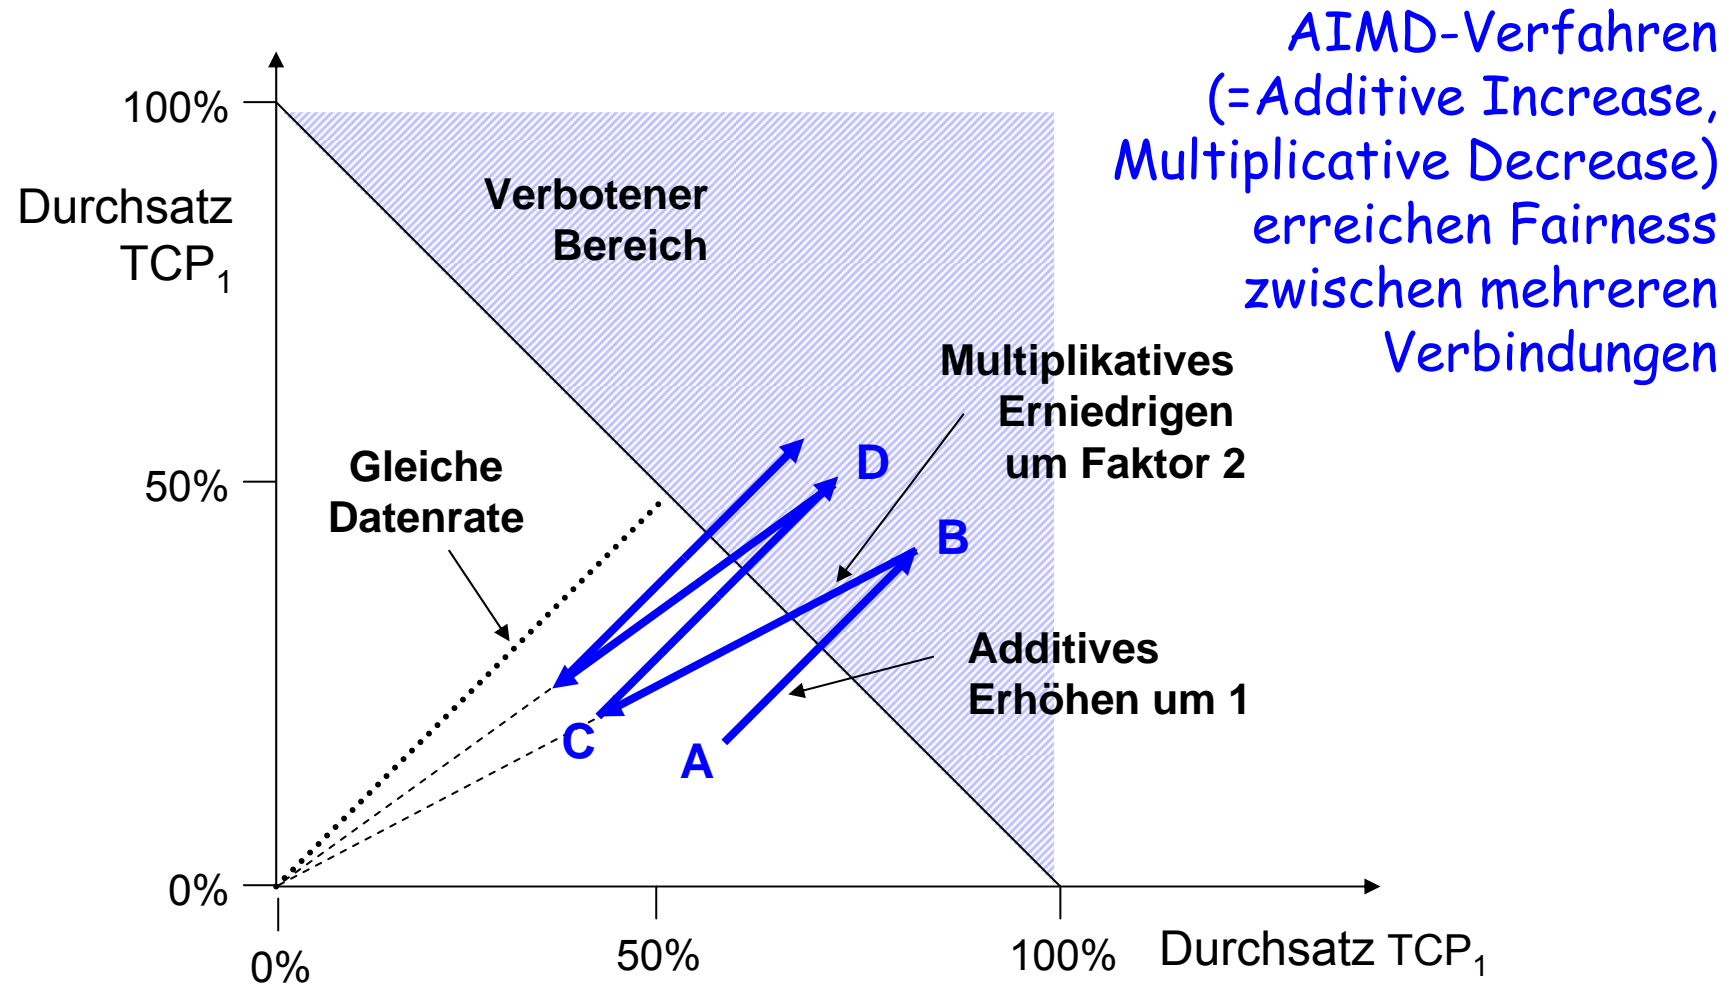 AIMD-Verfahren
(=Additive Increase,
Multiplicative Decrease)
erreichen Fairness
zwischen mehreren
Verbindungen
100%
Durchsatz
TCP1
Verbotener
Bereich
Multiplikatives
Erniedrigen
um Faktor 2
Gleiche
Datenrate
50%
D
B
Additives
Erhöhen um 1
C
A
0%
0%
50%
100%
Durchsatz TCP1